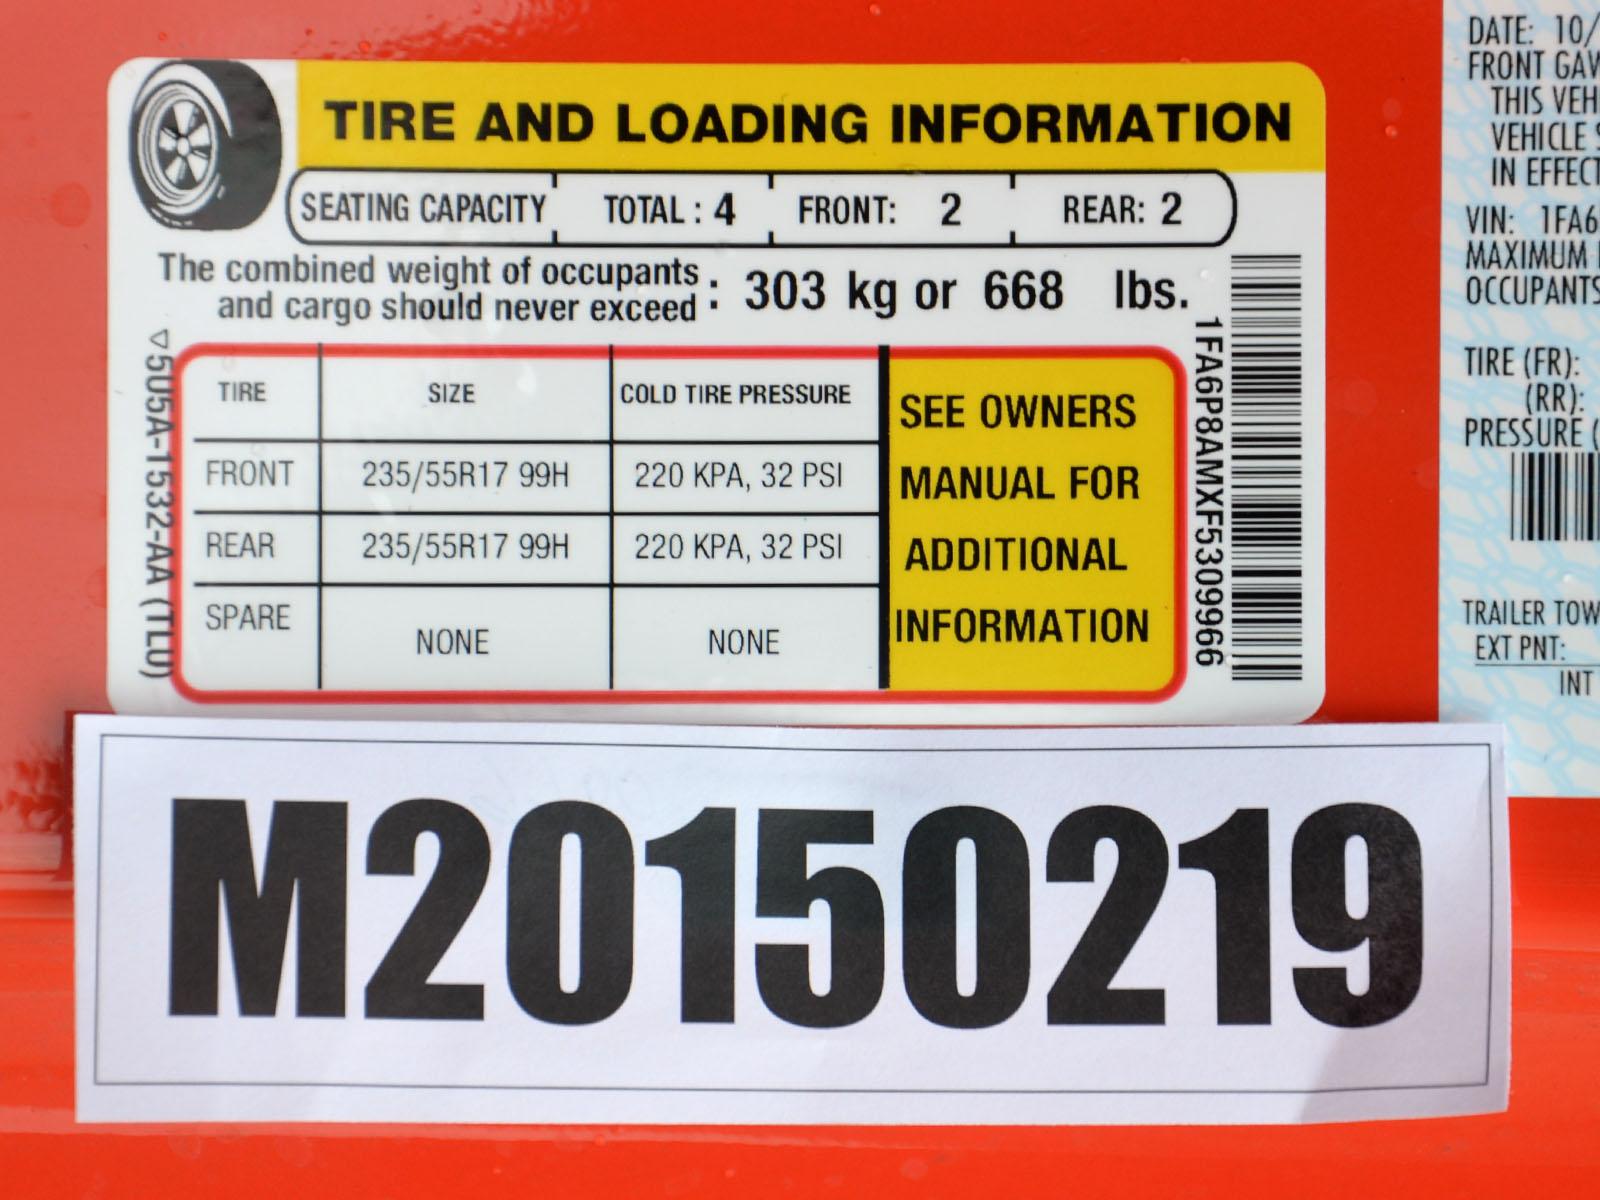 TIRE AND LOADING INFORMATION
SEATING CAPACITY TOTAL : 4 FRONT: 2 REAR: 2
The combined weight of occupants
and cargo should never exceed : 303 kg or 668 lbs.
TIRE SIZE COLD TIRE PRESSURE
FRONT 235/55R17 99H 220 KPA, 32 PSI
REAR 235/55R17 99H 220 KPA, 32 PSI
SPARE NONE NONE
SEE OWNERS
MANUAL FOR
ADDITIONAL
INFORMATION
5U5A-1532-AA (TLU)
1FA6P8AMXF5309966
M20150219
DATE: 10/
FRONT GAW
THIS VEH
VEHICLE S
IN EFFECT
VIN: 1FA6
MAXIMUM
OCCUPANTS
TIRE (FR):
(RR):
PRESSURE (
TRAILER TOW
EXT PNT:
INT